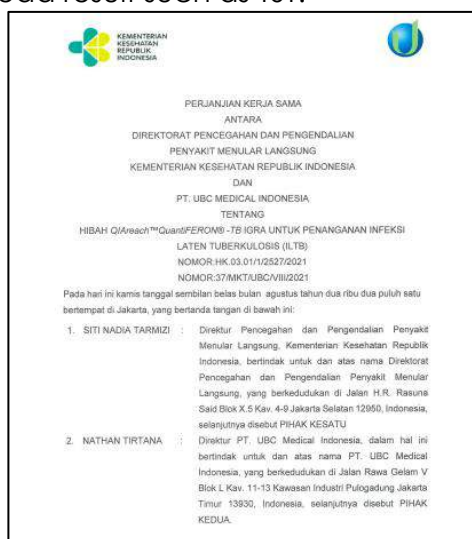 KEMENTERIAN
KESEHATAN
REPUBLIK
INDONESIA
PERJANJIAN KERJA SAMA
ANTARA
DIREKTORAT PENCEGAHAN DAN PENGENDALIAN
PENYAKIT MENULAR LANGSUNG
KEMENTERIAN KESEHATAN REPUBLIK INDONESIA
DAN
PT. UBC MEDICAL INDONESIA
TENTANG
HIBAH QIAreach™QuantiFERON® -TB IGRA UNTUK PENANGANAN INFEKSI
LATEN TUBERKULOSIS (ILTB)
NOMOR:HK.03.01/1/2527/2021
NOMOR:37/MKT/UBC/VIII/2021
Pada hari ini kamis tanggal sembilan belas bulan agustus tahun dua ribu dua puluh satu
bertempat di Jakarta, yang bertanda tangan di bawah ini:
1. SITI NADIA TARMIZI : Direktur Pencegahan dan Pengendalian Penyakit
Menular Langsung, Kementerian Kesehatan Republik
Indonesia, bertindak untuk dan atas nama Direktorat
Pencegahan dan Pengendalian Penyakit Menular
Langsung, yang berkedudukan di Jalan H.R. Rasuna
Said Blok X.5 Kav. 4-9 Jakarta Selatan 12950, Indonesia,
selanjutnya disebut PIHAK KESATU
2. NATHAN TIRTANA : Direktur PT. UBC Medical Indonesia, dalam hal ini
bertindak untuk dan atas nama PT. UBC Medical
Indonesia, yang berkedudukan di Jalan Rawa Gelam V
Blok L Kav. 11-13 Kawasan Industri Pulogadung Jakarta
Timur 13930, Indonesia, selanjutnya disebut PIHAK
KEDUA.